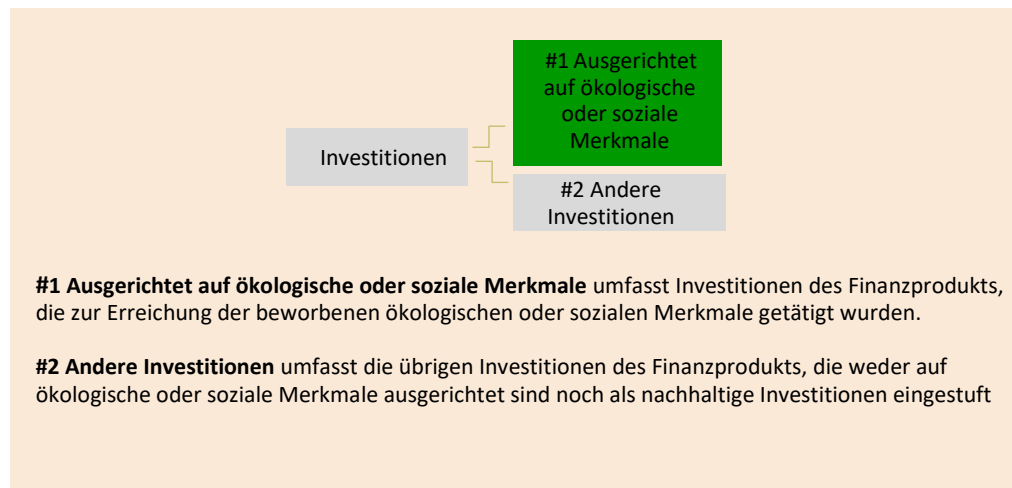 #1 Ausgerichtet
auf ökologische
oder soziale
Merkmale
Investitionen
#2 Andere
Investitionen
#1 Ausgerichtet auf ökologische oder soziale Merkmale umfasst Investitionen des Finanzprodukts,
die zur Erreichung der beworbenen ökologischen oder sozialen Merkmale getätigt wurden.
#2 Andere Investitionen umfasst die übrigen Investitionen des Finanzprodukts, die weder auf
ökologische oder soziale Merkmale ausgerichtet sind noch als nachhaltige Investitionen eingestuft